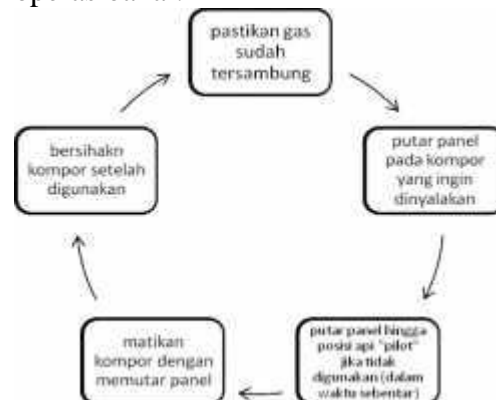 pastikan gas
sudah
tersambung
putar panel
pada kompor
yang ingin
dinyalakan
putar panel hingga
posisi api "pilot"
jika tidak
digunakan (dalam
waktu sebentar)
matikan
kompor dengan
memutar panel
bersihakn
kompor setelah
digunakan